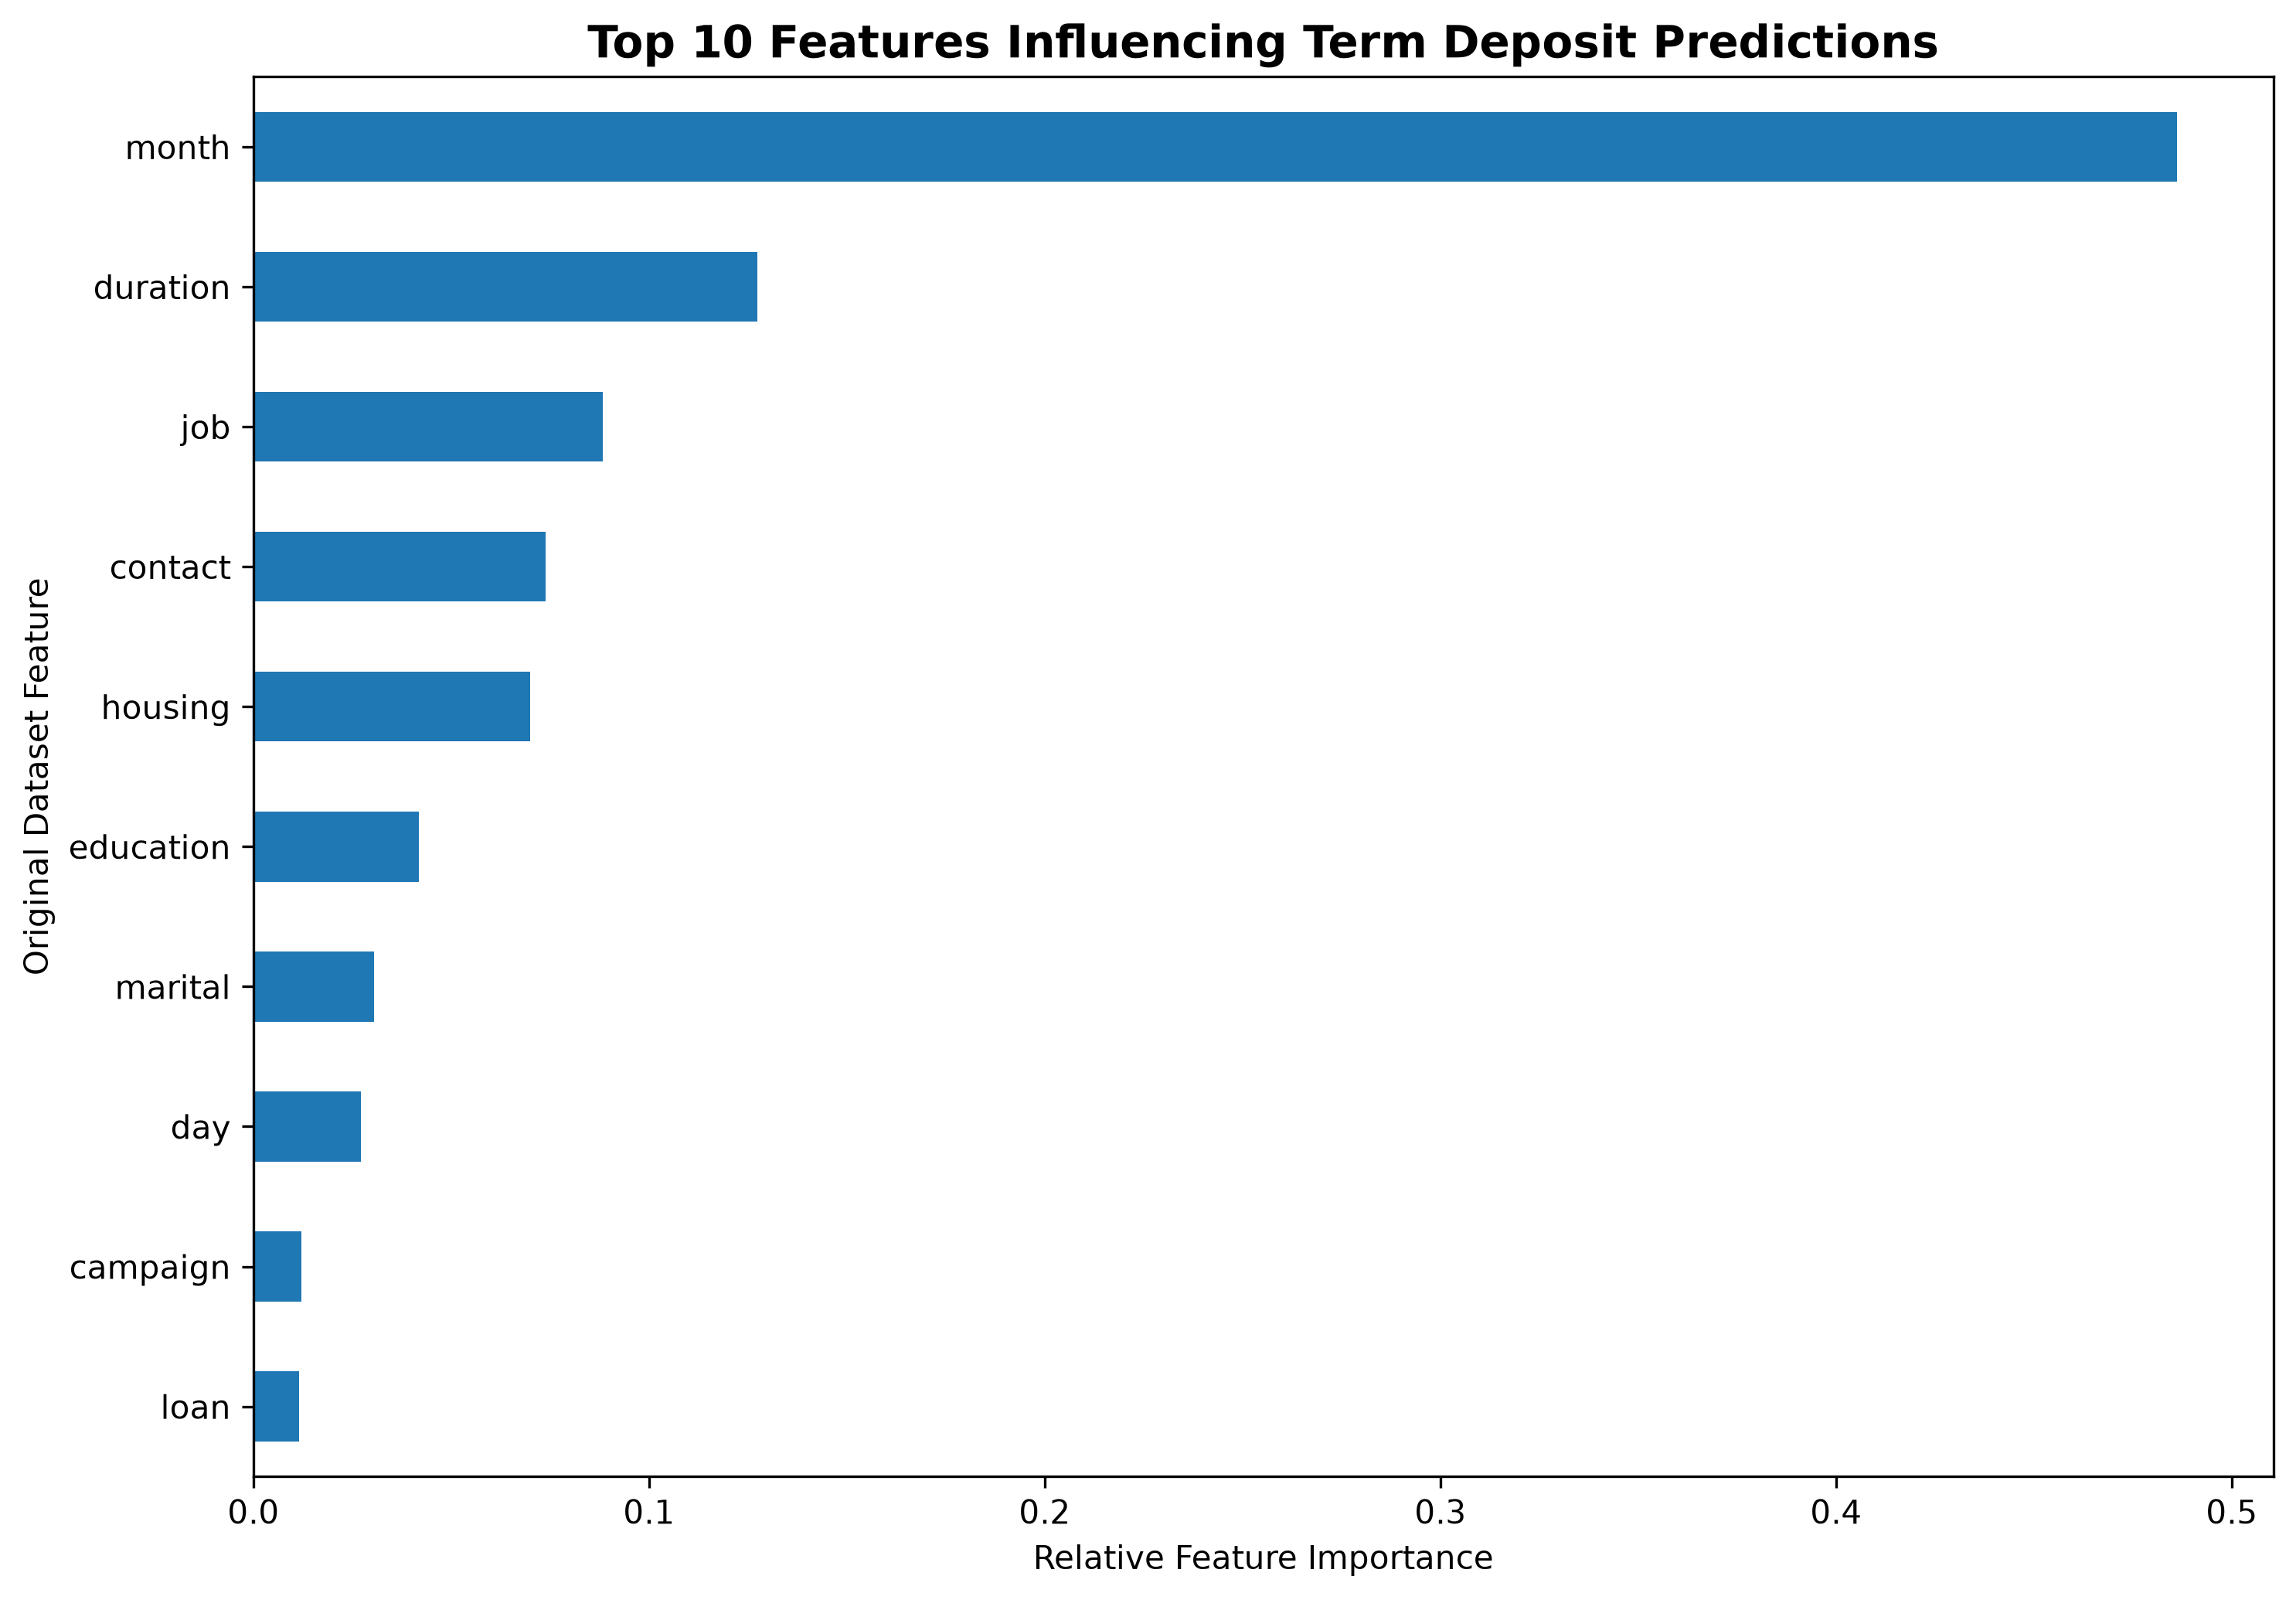 Top 10 Features Influencing Term Deposit Predictions
Original Dataset Feature
month
duration
job
contact
housing
education
marital
day
campaign
loan
0.0 0.1 0.2 0.3 0.4 0.5
Relative Feature Importance